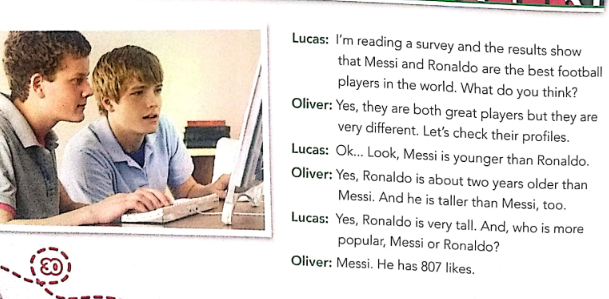 Lucas: I'm reading a survey and the results show
that Messi and Ronaldo are the best football
players in the world. What do you think?
Oliver: Yes, they are both great players but they are
very different. Let's check their profiles.
Lucas: Ok... Look, Messi is younger than Ronaldo.
Oliver: Yes, Ronaldo is about two years older than
Messi. And he is taller than Messi, too.
Lucas: Yes, Ronaldo is very tall. And, who is more
popular, Messi or Ronaldo?
Oliver: Messi. He has 807 likes.
30